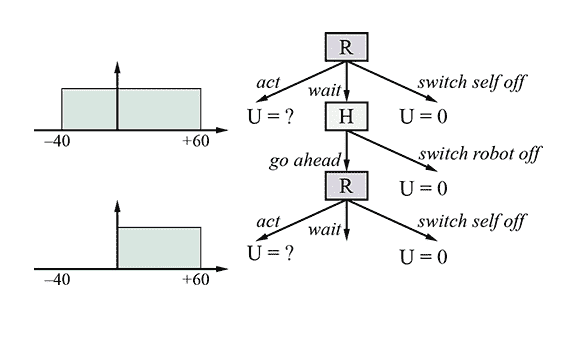 R
act
wait
switch self off
U = ?
H
U = 0
–40
+60
go ahead
switch robot off
R
U = 0
act
wait
switch self off
U = ?
U = 0
–40
+60